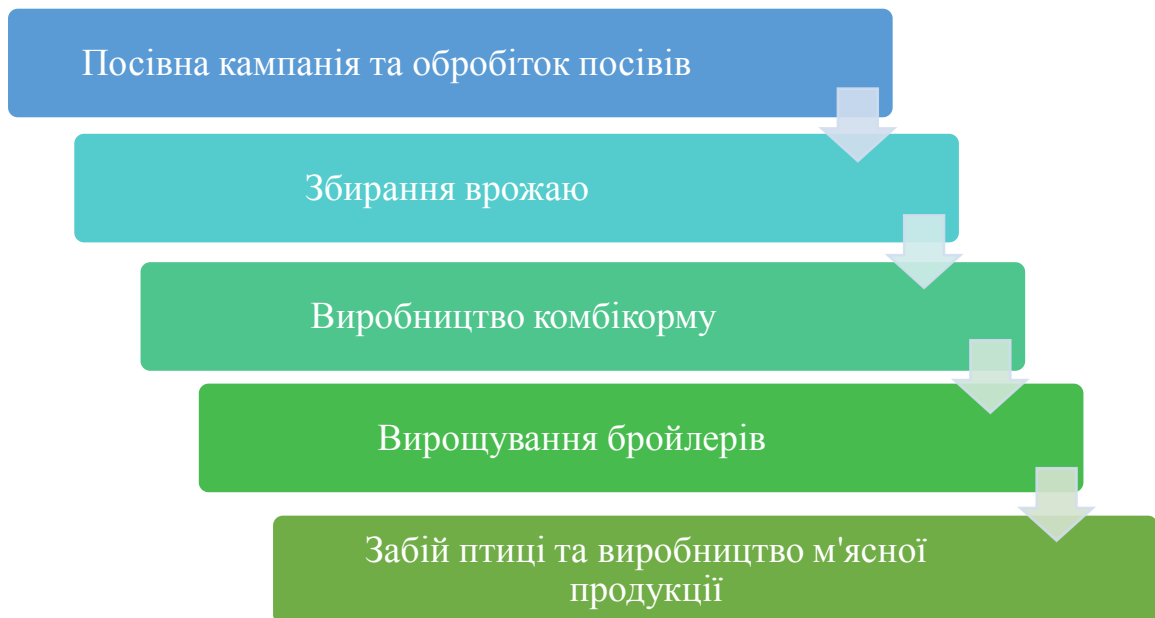 Посівна кампанія та обробіток посівів
Збирання врожаю
Виробництво комбікорму
Вирощування бройлерів
Забій птиці та виробництво м'ясної
продукції